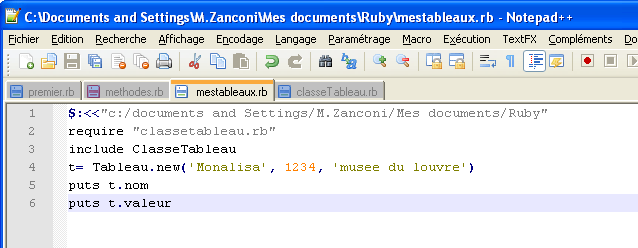 C:\Documents and Settings\M.Zanconi\Mes documents\Ruby\mestableaux.rb - Notepad++
Fichier Edition Recherche Affichage Encodage Langage Paramétrage Macro Exécution TextFX Compléments Do
premier.rb methodes.rb mestableaux.rb classeTableau.rb
1 $:<<"c:/documents and Settings/M.Zanconi/Mes documents/Ruby"
2 require "classetableau.rb"
3 include ClasseTableau
4 t= Tableau.new('Monalisa', 1234, 'musee du louvre')
5 puts t.nom
6 puts t.valeur